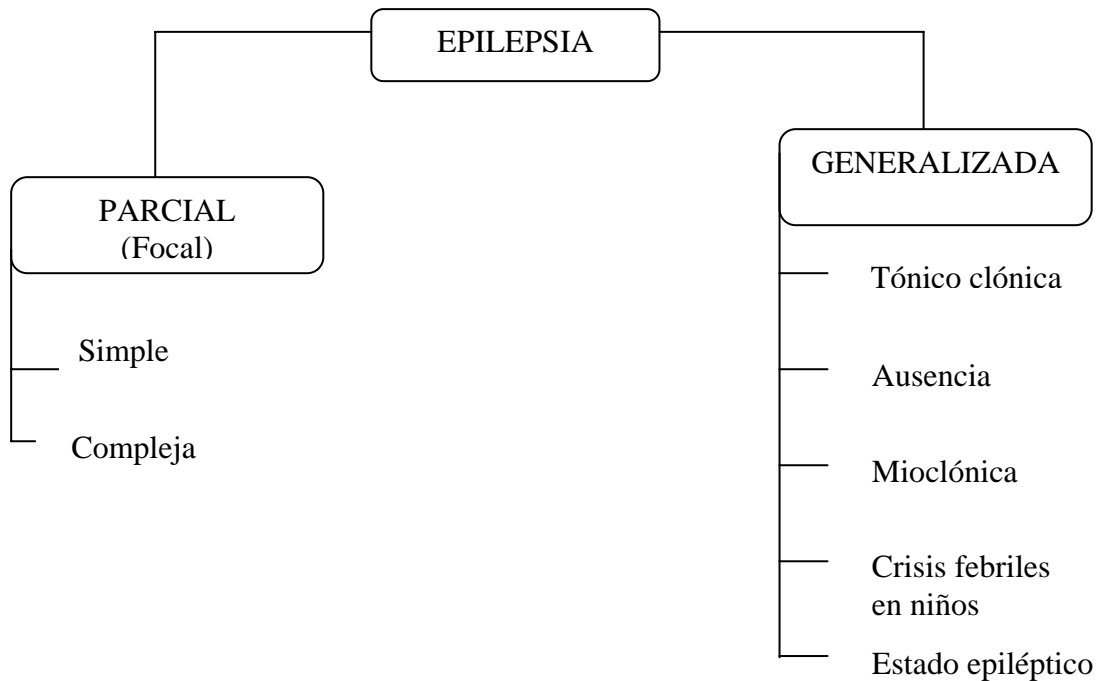 EPILEPSIA
PARCIAL
(Focal)
Simple
Compleja
GENERALIZADA
Tónico clónica
Ausencia
Mioclónica
Crisis febriles
en niños
Estado epiléptico